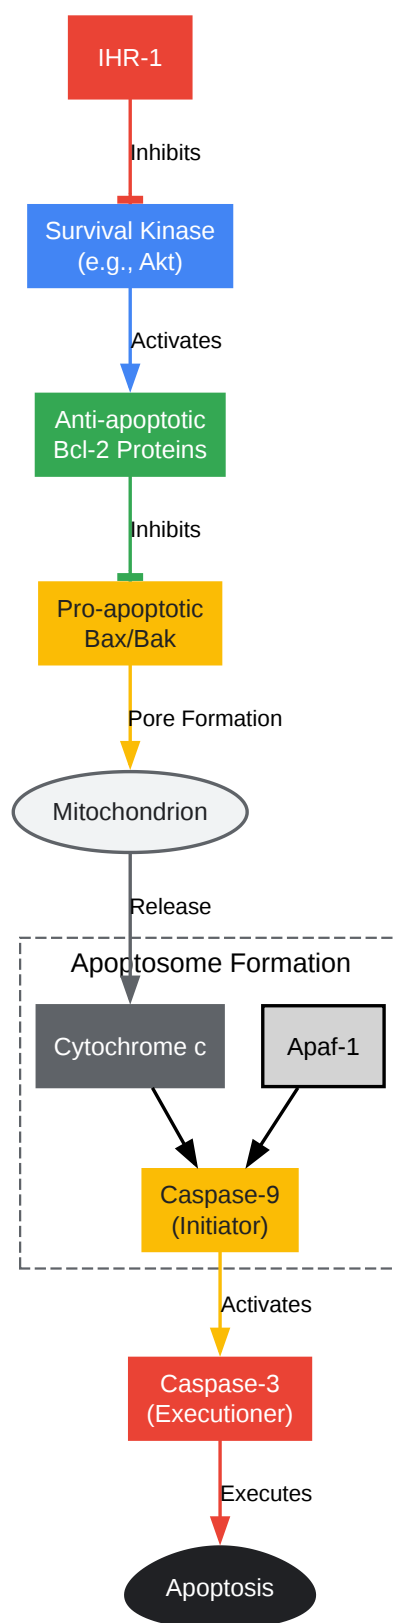 IHR-1
Inhibits
Survival Kinase
(e.g., Akt)
Activates
Anti-apoptotic
Bcl-2 Proteins
Inhibits
Pro-apoptotic
Bax/Bak
Pore Formation
Mitochondrion
Release
Apoptosome Formation
Cytochrome c
Apaf-1
Caspase-9
(Initiator)
Activates
Caspase-3
(Executioner)
Executes
Apoptosis